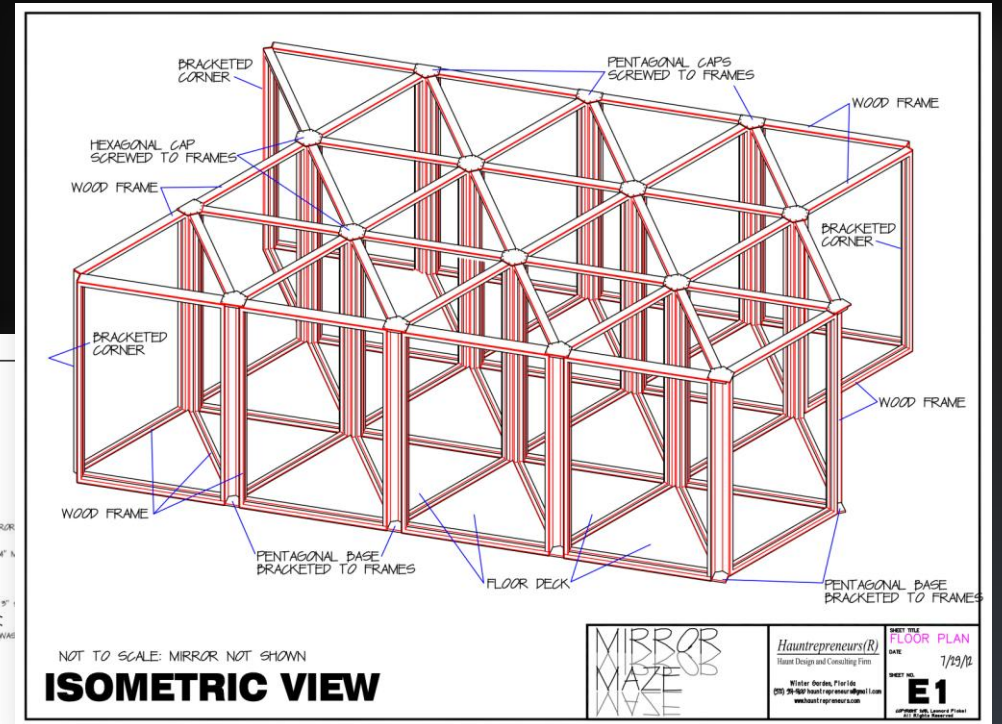 BRACKETED
CORNER
PENTAGONAL CAPS
SCREWED TO FRAMES
WOOD FRAME
HEXAGONAL CAP
SCREWED TO FRAMES
WOOD FRAME
BRACKETED
CORNER
BRACKETED
CORNER
WOOD FRAME
WOOD FRAME
PENTAGONAL BASE
BRACKETED TO FRAMES
FLOOR DECK
PENTAGONAL BASE
BRACKETED TO FRAMES
NOT TO SCALE: MIRROR NOT SHOWN
ISOMETRIC VIEW
MIRROR
MAZE
Hauntrepreneurs(R)
Haunt Design and Consulting Firm
Winter Garden, Florida
www.hauntrepreneurs.com
SHEET TITLE
FLOOR PLAN
DATE
7/29/12
SHEET NO.
E1
All Rights Reserved